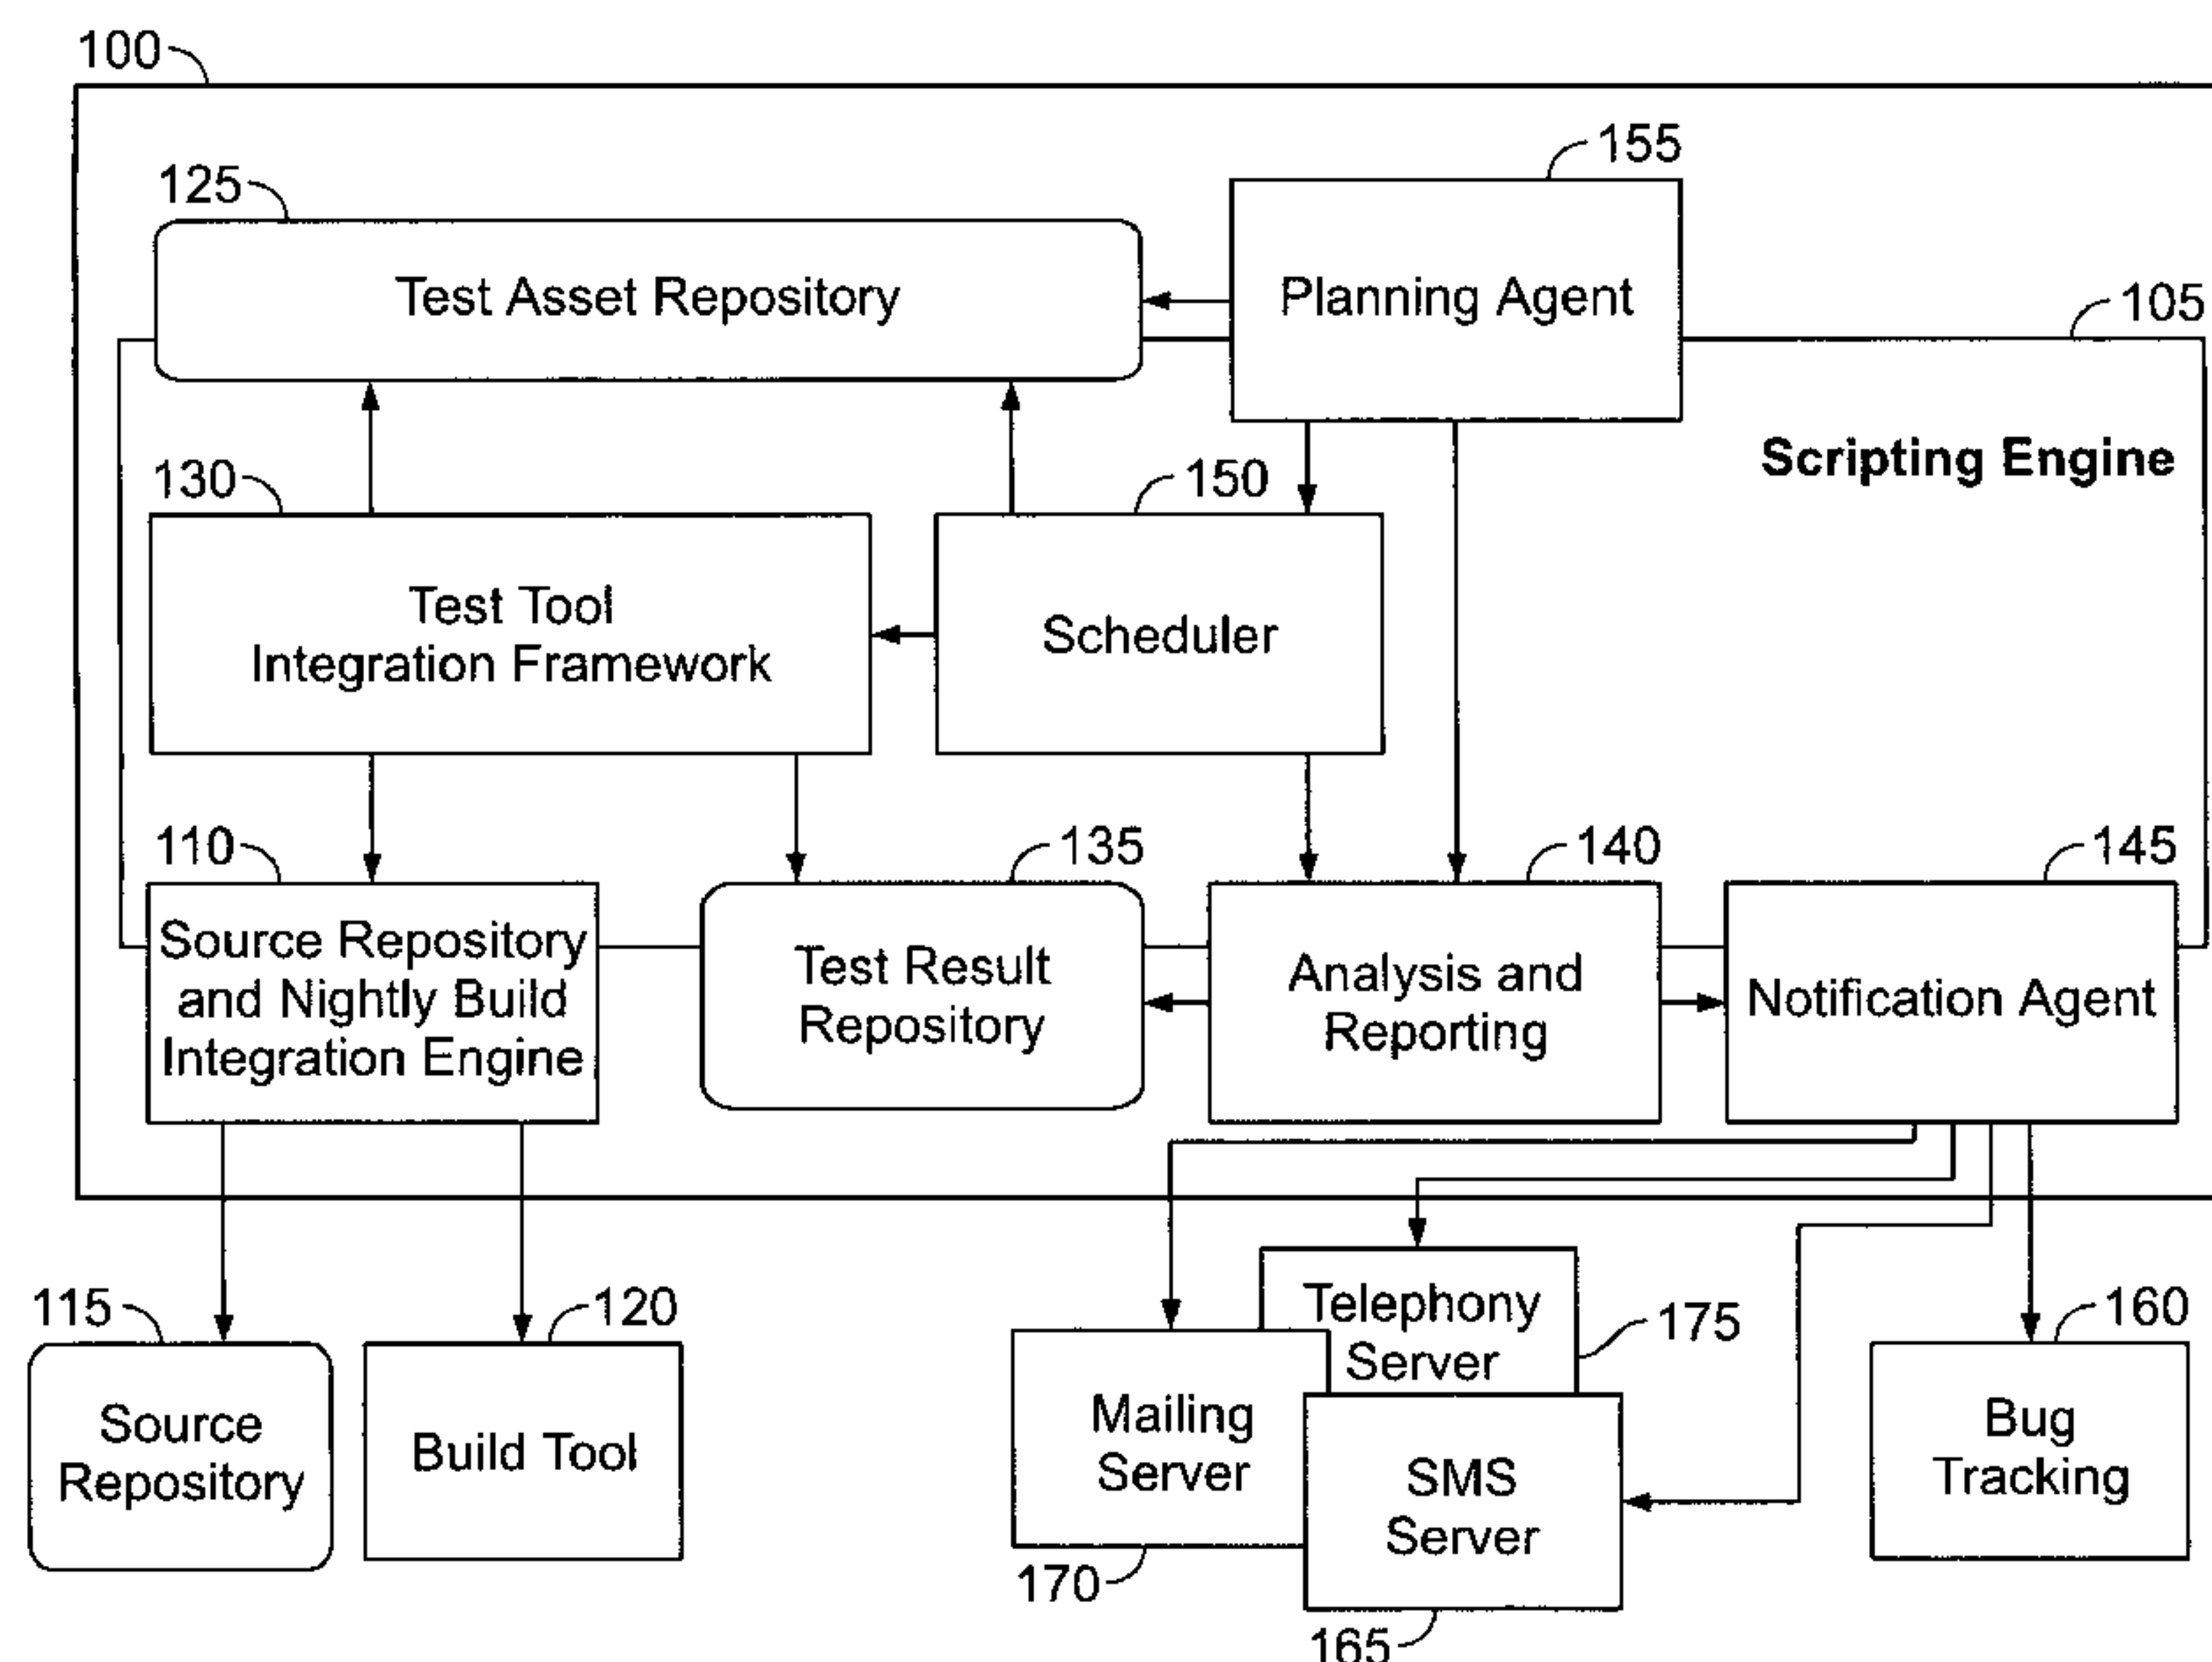 100
155
125
105
Test Asset Repository
Planning Agent
Scripting Engine
130
150
Test Tool
Integration Framework
Scheduler
110
135
140
145
Source Repository
and Nightly Build
Integration Engine
Test Result
Repository
Analysis and
Reporting
Notification Agent
115
120
175
160
Telephony
Server
Source
Repository
Build Tool
Mailing
Server
SMS
Server
Bug
Tracking
170
165